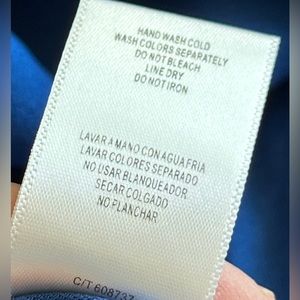 HAND WASH COLD
WASH COLORS SEPARATELY
DO NOT BLEACH
LINE DRY
DO NOT IRON
LAVAR A MANO CON AGUA FRIA
LAVAR COLORES SEPARADO
NO USAR BLANQUEADOR
SECAR COLGADO
NO PLANCHAR
C/T 608737